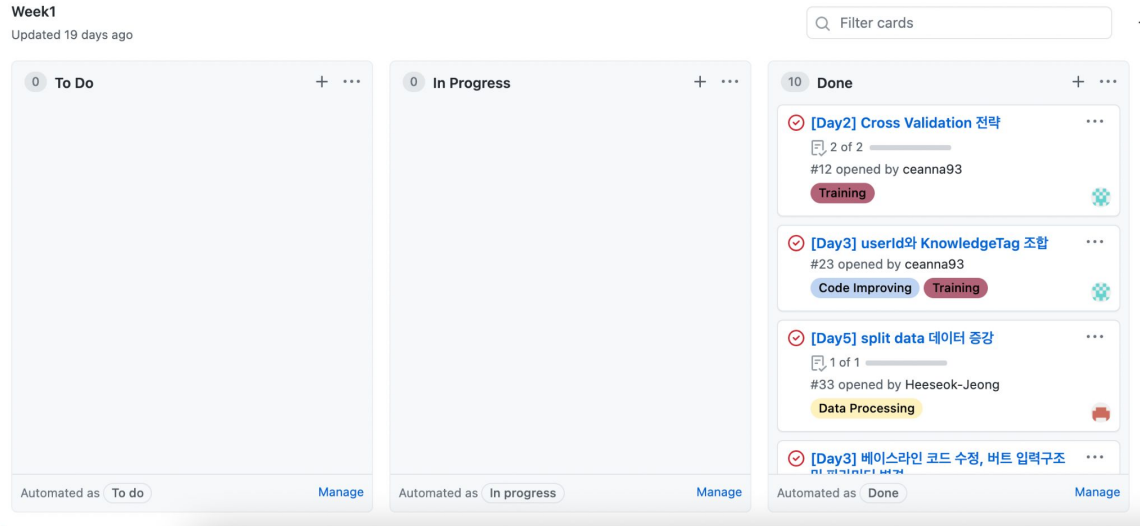 Week1
Updated 19 days ago
Filter cards
0 To Do
0 In Progress
10 Done
[Day2] Cross Validation 전략
2 of 2
#12 opened by ceanna93
Training
[Day3] userId와 KnowledgeTag 조합
#23 opened by ceanna93
Code Improving Training
[Day5] split data 데이터 증강
1 of 1
#33 opened by Heeseok-Jeong
Data Processing
[Day3] 베이스라인 코드 수정, 버트 입력구조
Automated as To do Manage
Automated as In progress Manage
Automated as Done Manage